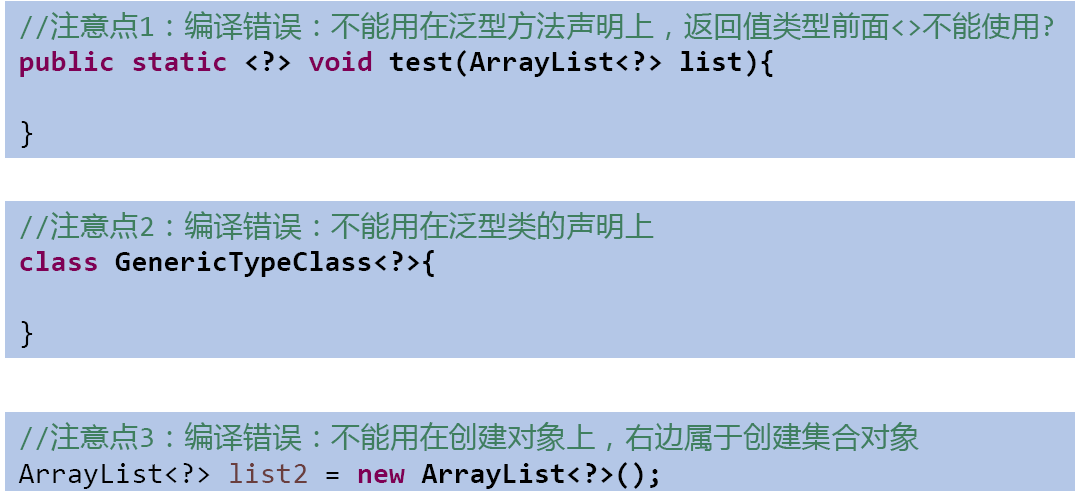 //注意点1：编译错误：不能用在泛型方法声明上，返回值类型前面<>不能使用?
public static <?> void test(ArrayList<?> list){
}
//注意点2：编译错误：不能用在泛型类的声明上
class GenericTypeClass<?>{
}
//注意点3：编译错误：不能用在创建对象上，右边属于创建集合对象
ArrayList<?> list2 = new ArrayList<?>();